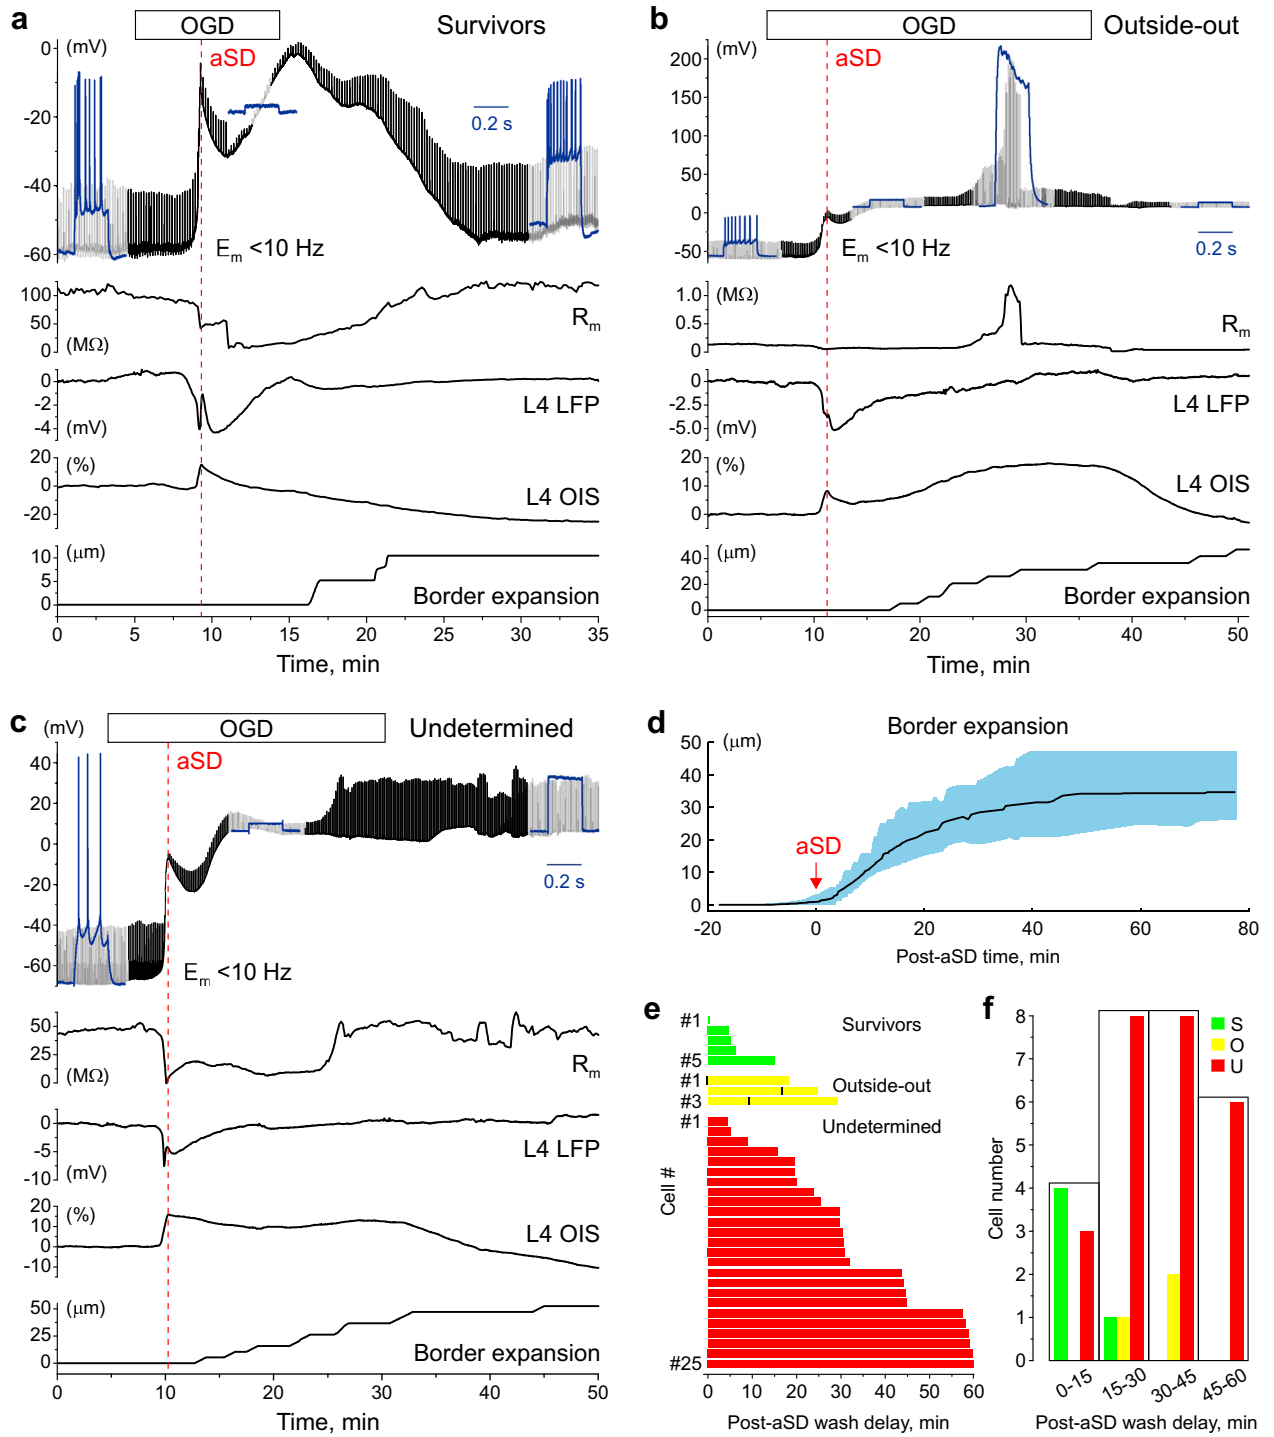 a
OGD
Survivors
(mV)
aSD
0
-20
-40
-60
0.2 s
Em <10 Hz
100
50
0
(MΩ)
Rm
0
-2
-4
(mV)
L4 LFP
20
0
-20
(%)
L4 OIS
10
5
0
(μm)
Border expansion
0 5 10 15 20 25 30 35
Time, min
b
OGD
Outside-out
(mV)
aSD
200
150
100
50
0
-50
0.2 s
Em <10 Hz
1.0
0.5
0
(MΩ)
Rm
0
-2.5
-5.0
(mV)
L4 LFP
20
10
0
(%)
L4 OIS
40
20
0
(μm)
Border expansion
0 10 20 30 40 50
Time, min
c
(mV)
OGD
Undetermined
aSD
40
20
0
-20
-40
-60
0.2 s
Em <10 Hz
50
25
0
(MΩ)
Rm
0
-5
-10
(mV)
L4 LFP
20
10
0
-10
(%)
L4 OIS
50
25
0
(μm)
Border expansion
0 10 20 30 40 50
Time, min
d
Border expansion
(μm)
50
40
30
20
10
0
aSD
-20 0 20 40 60 80
Post-aSD time, min
e
#1
Survivors
#5
#1
Outside-out
#3
#1
Undetermined
Cell #
#25
0 10 20 30 40 50 60
Post-aSD wash delay, min
f
8
7
6
5
4
3
2
1
0
Cell number
S
O
U
0-15 15-30 30-45 45-60
Post-aSD wash delay, min